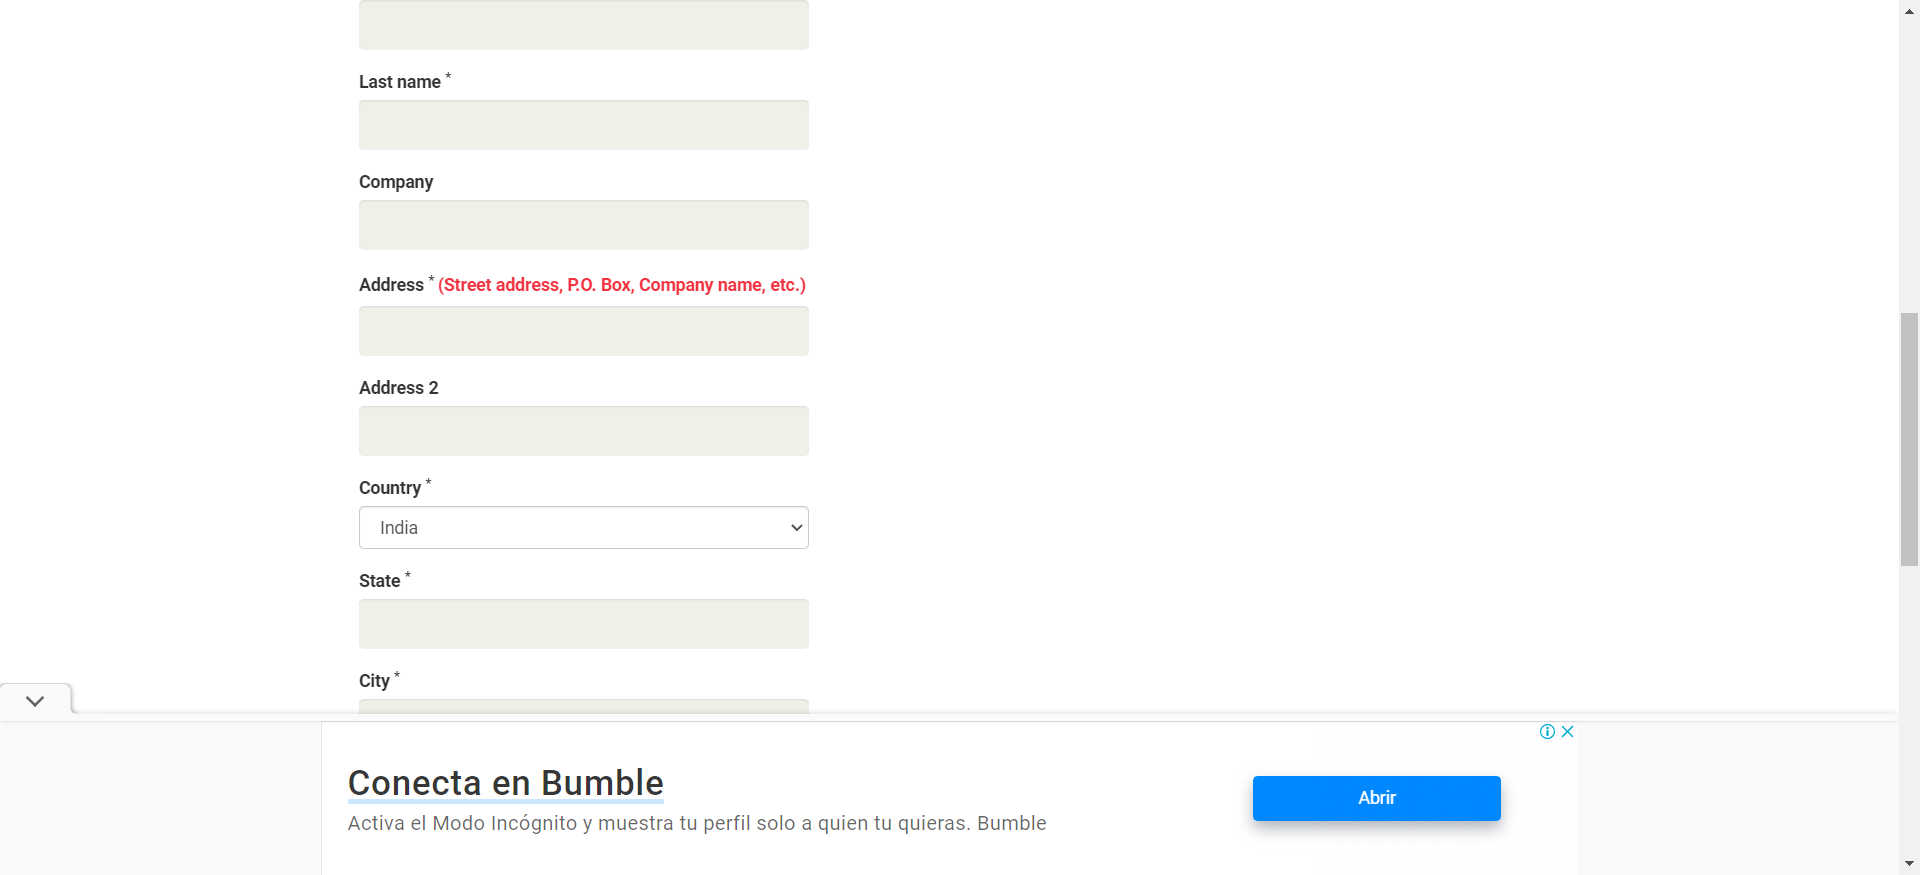 Last name *
Company
Address * (Street address, P.O. Box, Company name, etc.)
Address 2
Country *
India
State *
City *
Conecta en Bumble
Activa el Modo Incógnito y muestra tu perfil solo a quien tu quieras. Bumble
Abrir